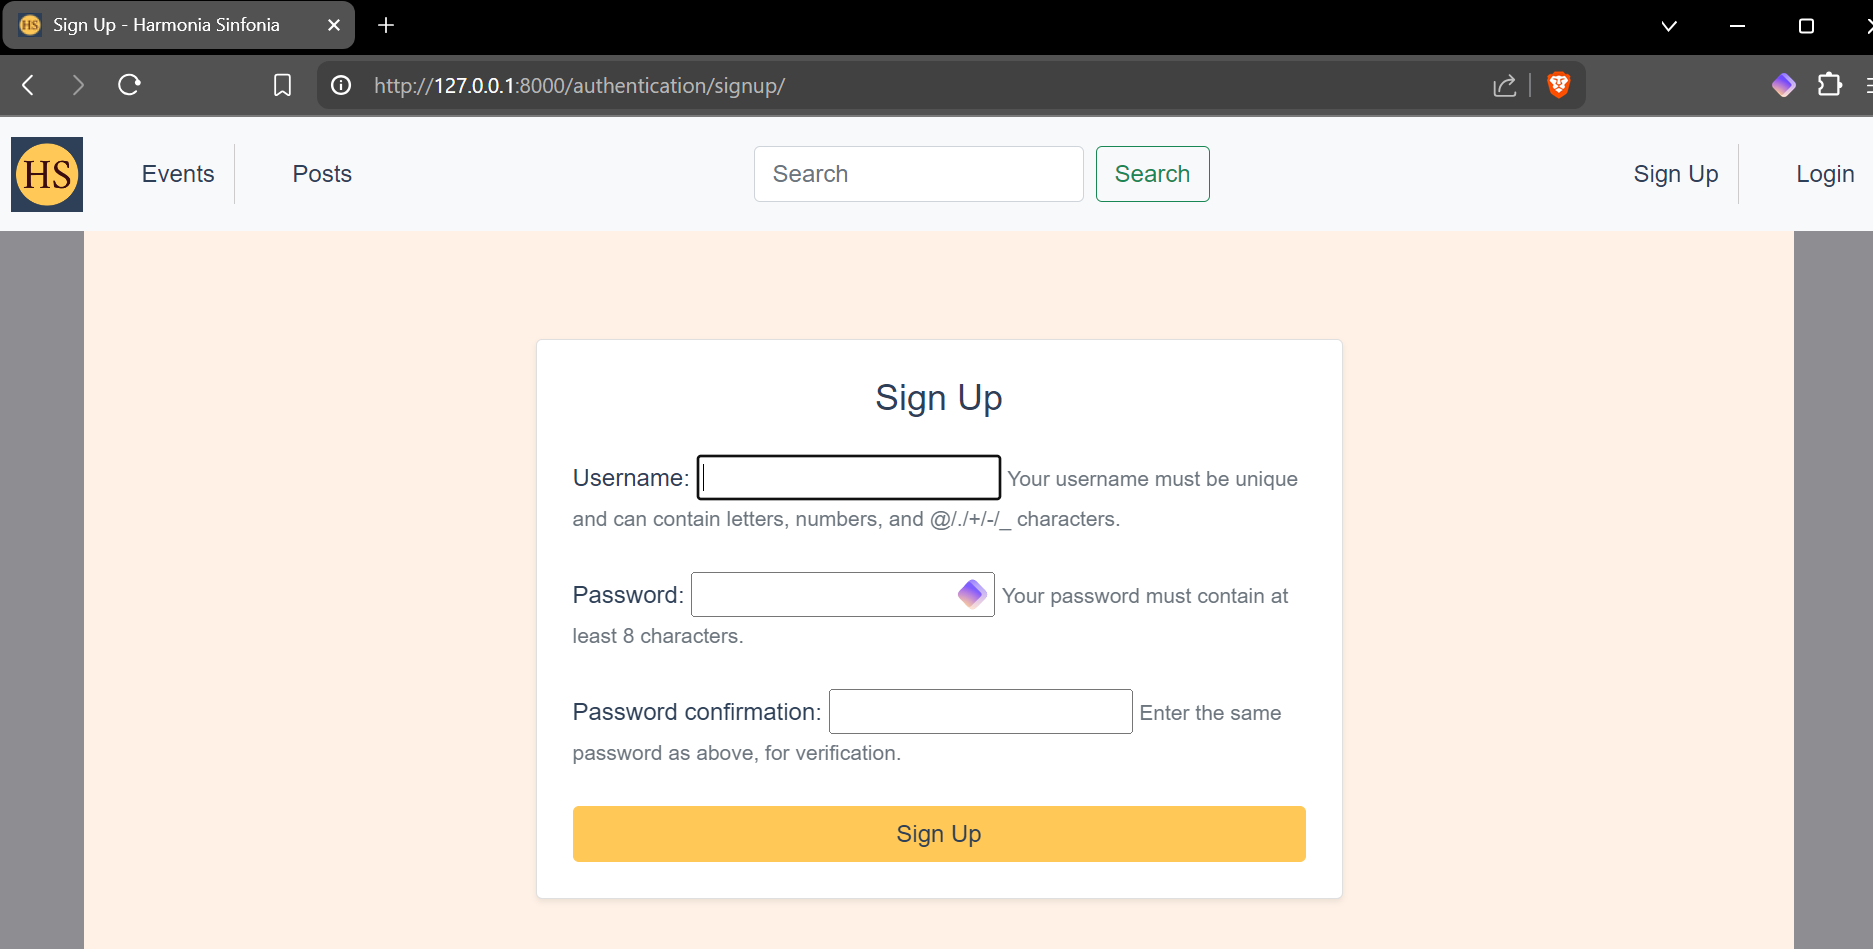 HS Sign Up - Harmonia Sinfonia
http://127.0.0.1:8000/authentication/signup/
HS Events Posts Search Search Sign Up Login
Sign Up
Username: Your username must be unique
and can contain letters, numbers, and @/./+/-/_ characters.
Password: Your password must contain at
least 8 characters.
Password confirmation: Enter the same
password as above, for verification.
Sign Up